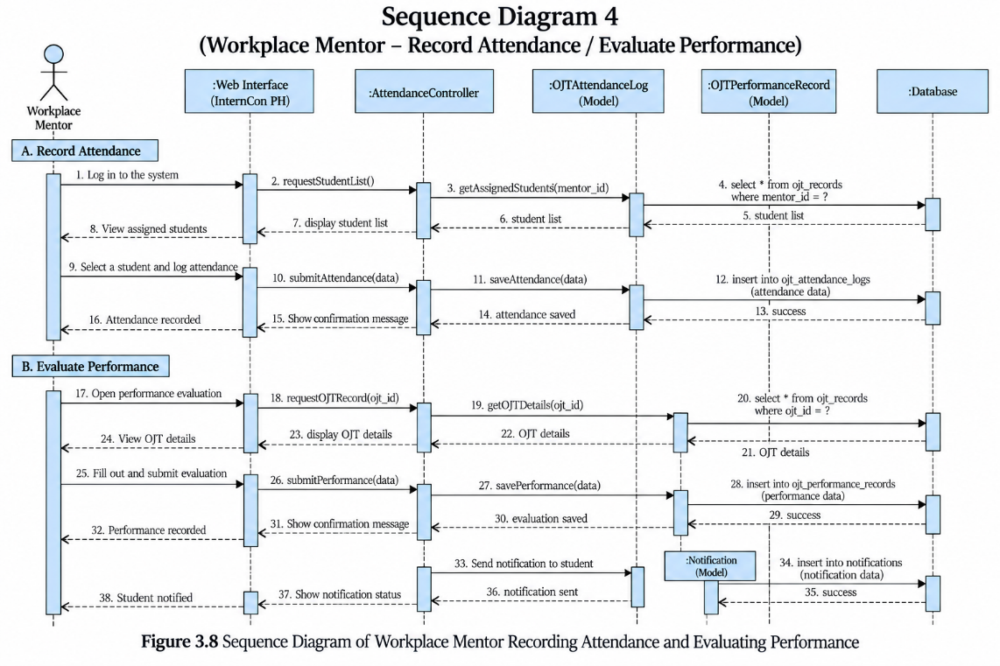 Sequence Diagram 4
(Workplace Mentor – Record Attendance / Evaluate Performance)
Workplace
Mentor
:Web Interface
(InternCon PH)
:AttendanceController
:OJTAttendanceLog
(Model)
:OJTPerformanceRecord
(Model)
:Database
A. Record Attendance
1. Log in to the system
2. requestStudentList()
3. getAssignedStudents(mentor_id)
4. select * from ojt_records
where mentor_id = ?
5. student list
6. student list
7. display student list
8. View assigned students
9. Select a student and log attendance
10. submitAttendance(data)
11. saveAttendance(data)
12. insert into ojt_attendance_logs
(attendance data)
13. success
14. attendance saved
15. Show confirmation message
16. Attendance recorded
B. Evaluate Performance
17. Open performance evaluation
18. requestOJTRecord(ojt_id)
19. getOJTDetails(ojt_id)
20. select * from ojt_records
where ojt_id = ?
21. OJT details
22. OJT details
23. display OJT details
24. View OJT details
25. Fill out and submit evaluation
26. submitPerformance(data)
27. savePerformance(data)
28. insert into ojt_performance_records
(performance data)
29. success
30. evaluation saved
31. Show confirmation message
32. Performance recorded
33. Send notification to student
:Notification
(Model)
34. insert into notifications
(notification data)
35. success
36. notification sent
37. Show notification status
38. Student notified
Figure 3.8 Sequence Diagram of Workplace Mentor Recording Attendance and Evaluating Performance